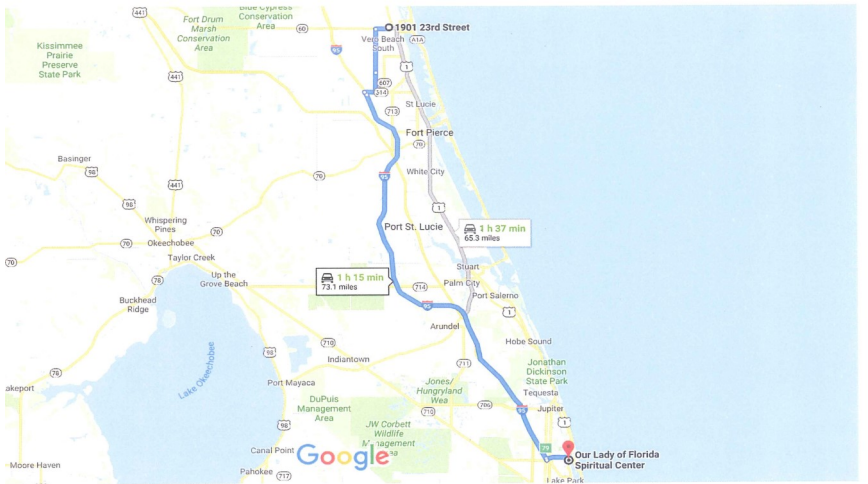 441
Fort Drum
Marsh
Conservation
Area
Blue Cypress
Conservation
Area
60
1901 23rd Street
Vero Beach
South
A1A
95
Kissimmee
Prairie
Preserve
State Park
441
1
607
614
St Lucie
713
Fort Pierce
70
Basinger
98
441
70
95
White City
98
Whispering
Pines
70
1
Port St. Lucie
1 h 37 min
65.3 miles
70
Okeechobee
70
Taylor Creek
Stuart
Up the
Grove Beach
78
1 h 15 min
73.1 miles
714
Palm City
Port Salerno
Buckhead
Ridge
95
1
Arundel
710
Hobe Sound
98
Lake Okeechobee
Indiantown
711
Jonathan
Dickinson
State Park
78
akeport
Port Mayaca
Jones/
Hungryland
Wea
Tequesta
DuPuis
Management
Area
710
706
95
Jupiter
98
JW Corbett
Wildlife
Management
Area
1
Google
79
Our Lady of Florida
Spiritual Center
Canal Point
Moore Haven
Pahokee
717
Lake Park